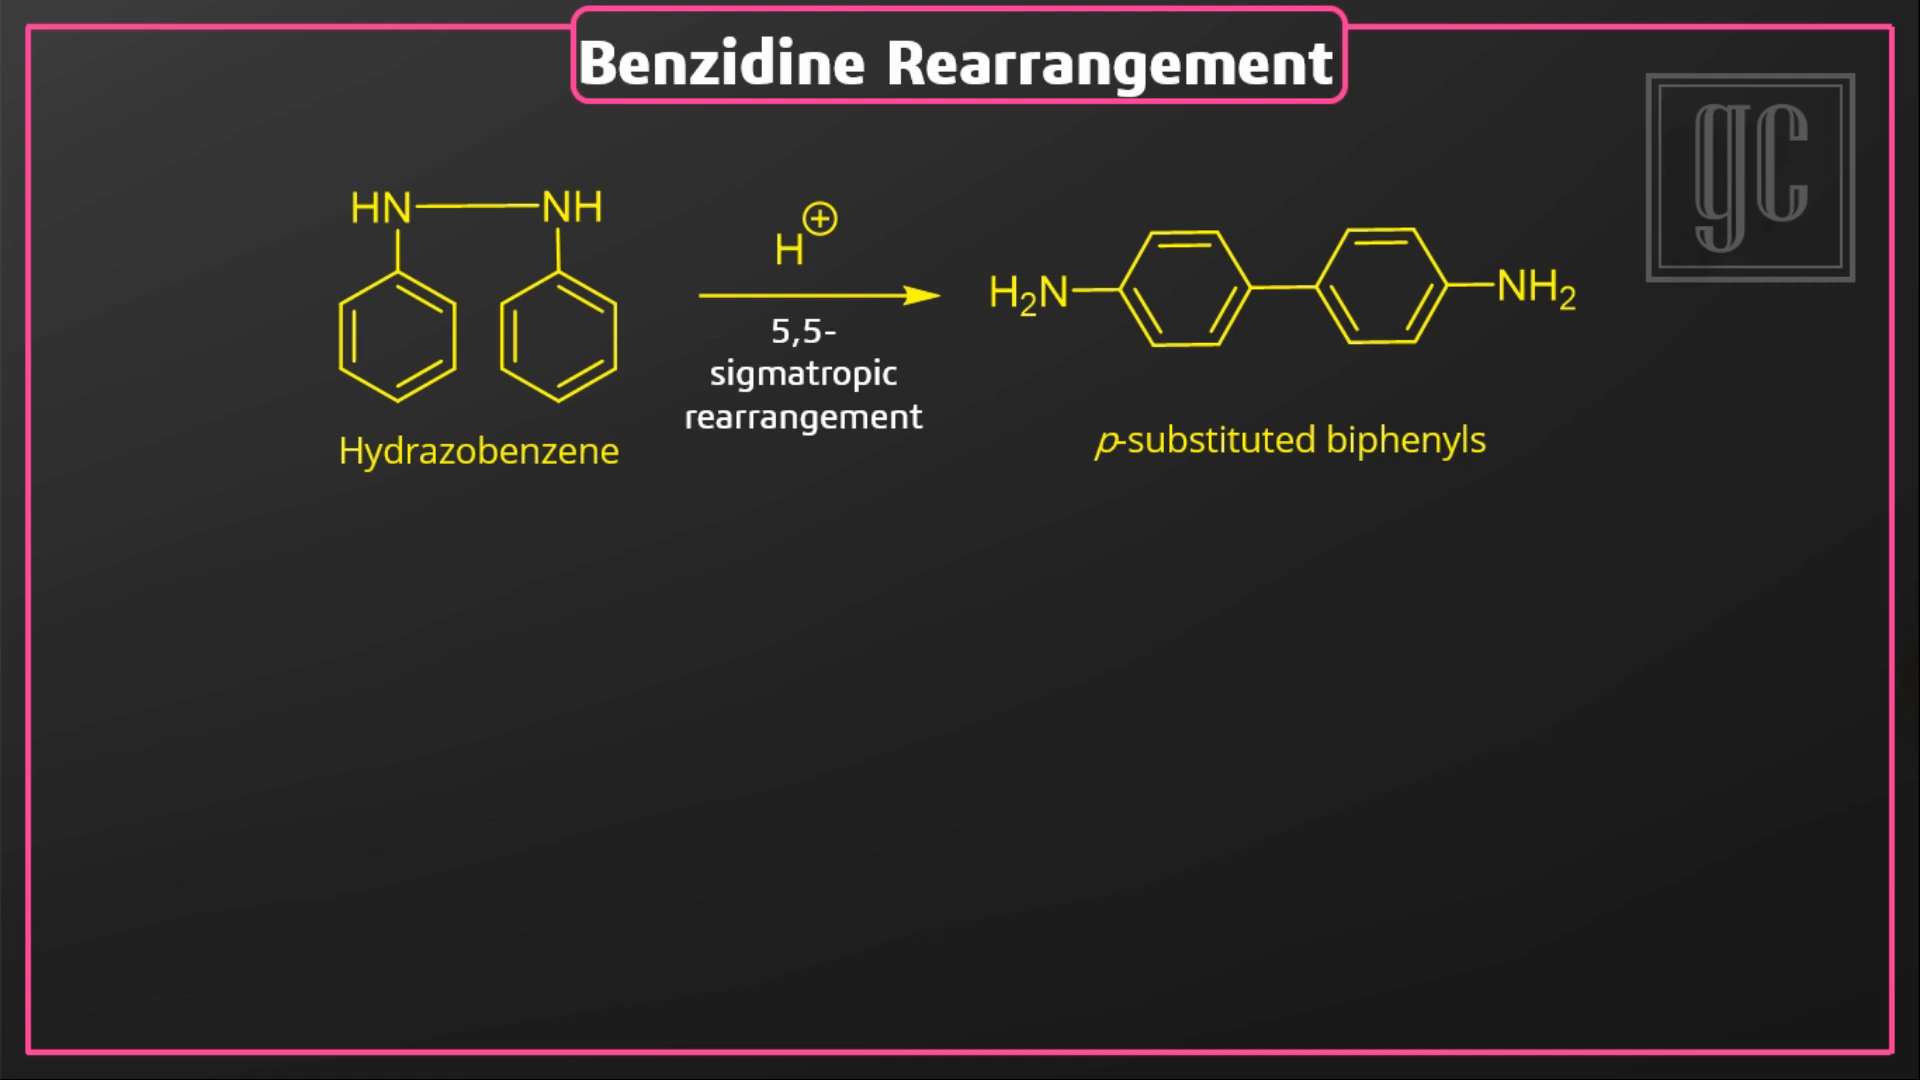 Benzidine Rearrangement
gc
HN NH
H⊕
H₂N NH₂
5,5-
sigmatropic
rearrangement
Hydrazobenzene
p-substituted biphenyls